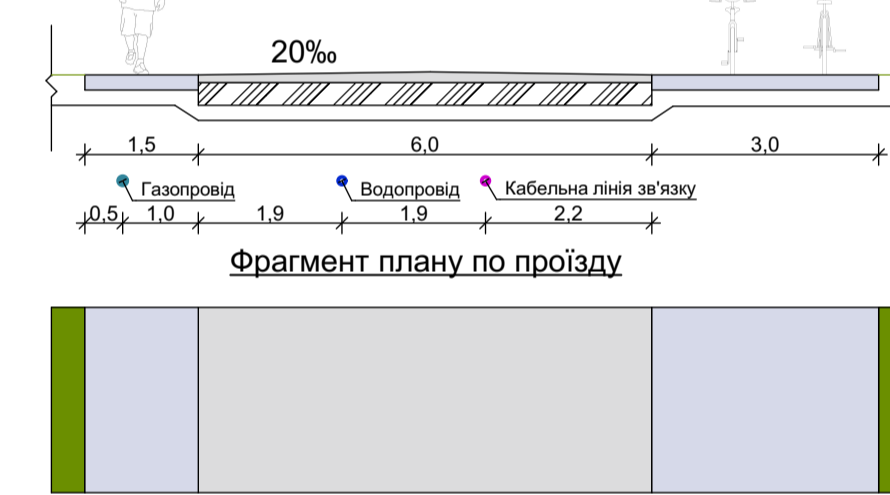 20‰
1,5 6,0 3,0
Газопровід Водопровід Кабельна лінія зв'язку
0,5 1,0 1,9 1,9 2,2
Фрагмент плану по проїзду